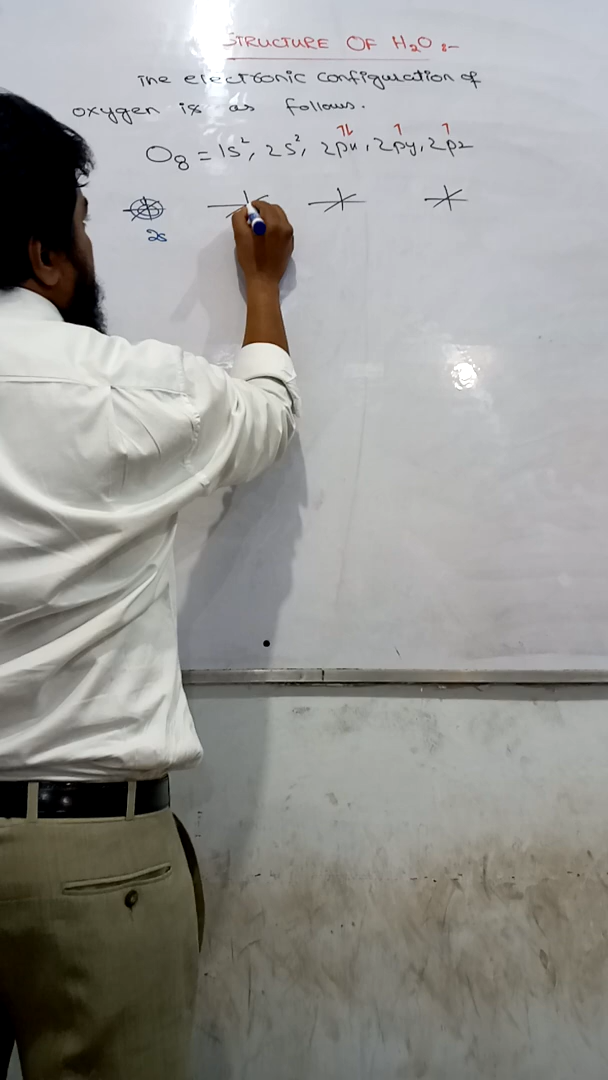 STRUCTURE OF H₂O :-
The electronic configuration of
oxygen is as follows.
↑↓ ↑ ↑
O₈ = 1s², 2s², 2px, 2py, 2pz
2s